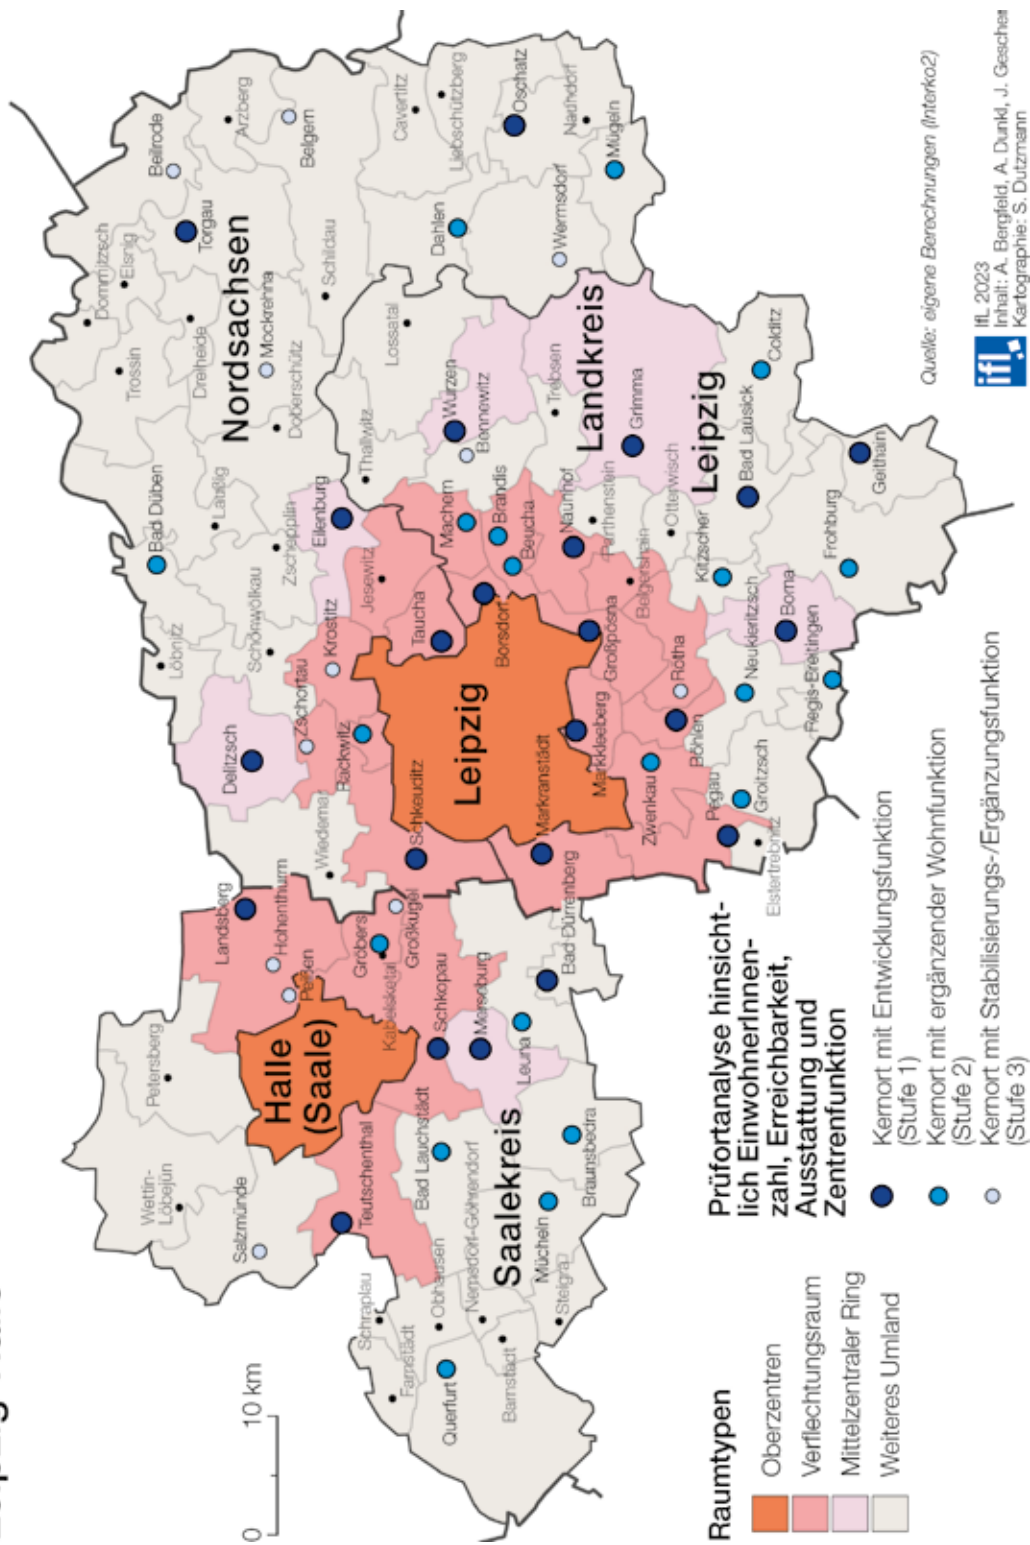 Dommitzsch
Elsnig
Trossin
Beilrode
Torgau
Arzberg
Belgern
Dreiheide
Nordsachsen
Mockrehna
Schildau
Doberschütz
Bad Düben
Laußig
Löbnitz
Schönwölkau
Zschepplin
Eilenburg
Thallwitz
Lossatal
Cavertitz
Liebschützberg
Oschatz
Naundorf
Dahlen
Wermsdorf
Mügeln
Delitzsch
Zschortau
Krostitz
Jesewitz
Rackwitz
Wiedemar
Schkeuditz
Taucha
Leipzig
Borsdorf
Machern
Brandis
Beucha
Wurzen
Bennewitz
Trebsen
Landkreis
Leipzig
Grimma
Naunhof
Parthenstein
Otterwisch
Belgershain
Großpösna
Markkleeberg
Markranstädt
Zwenkau
Böhlen
Rötha
Pegau
Groitzsch
Elstertrebnitz
Neukieritzsch
Kitzscher
Borna
Regis-Breitingen
Frohburg
Geithain
Bad Lausick
Colditz
Landsberg
Hohenthurm
Peißen
Petersberg
Wettin-
Löbejün
Salzmünde
Halle
(Saale)
Teutschenthal
Gröbers
Großkugel
Kabelsketal
Schkopau
Merseburg
Leuna
Bad Dürrenberg
Bad Lauchstädt
Saalekreis
Braunsbedra
Mücheln
Nemsdorf-Göhrendorf
Obhausen
Schraplau
Farnstädt
Querfurt
Barnstädt
Steigra
0
10 km
Raumtypen
Oberzentren
Verflechtungsraum
Mittelzentraler Ring
Weiteres Umland
Prüfortanalyse hinsicht-
lich EinwohnerInnen-
zahl, Erreichbarkeit,
Ausstattung und
Zentrenfunktion
Kernort mit Entwicklungsfunktion
(Stufe 1)
Kernort mit ergänzender Wohnfunktion
(Stufe 2)
Kernort mit Stabilisierungs-/Ergänzungsfunktion
(Stufe 3)
Quelle: eigene Berechnungen (Interko2)
ifl
IfL 2023
Inhalt: A. Bergfeld, A. Dunkl, J. Gescher
Kartographie: S. Dutzmann